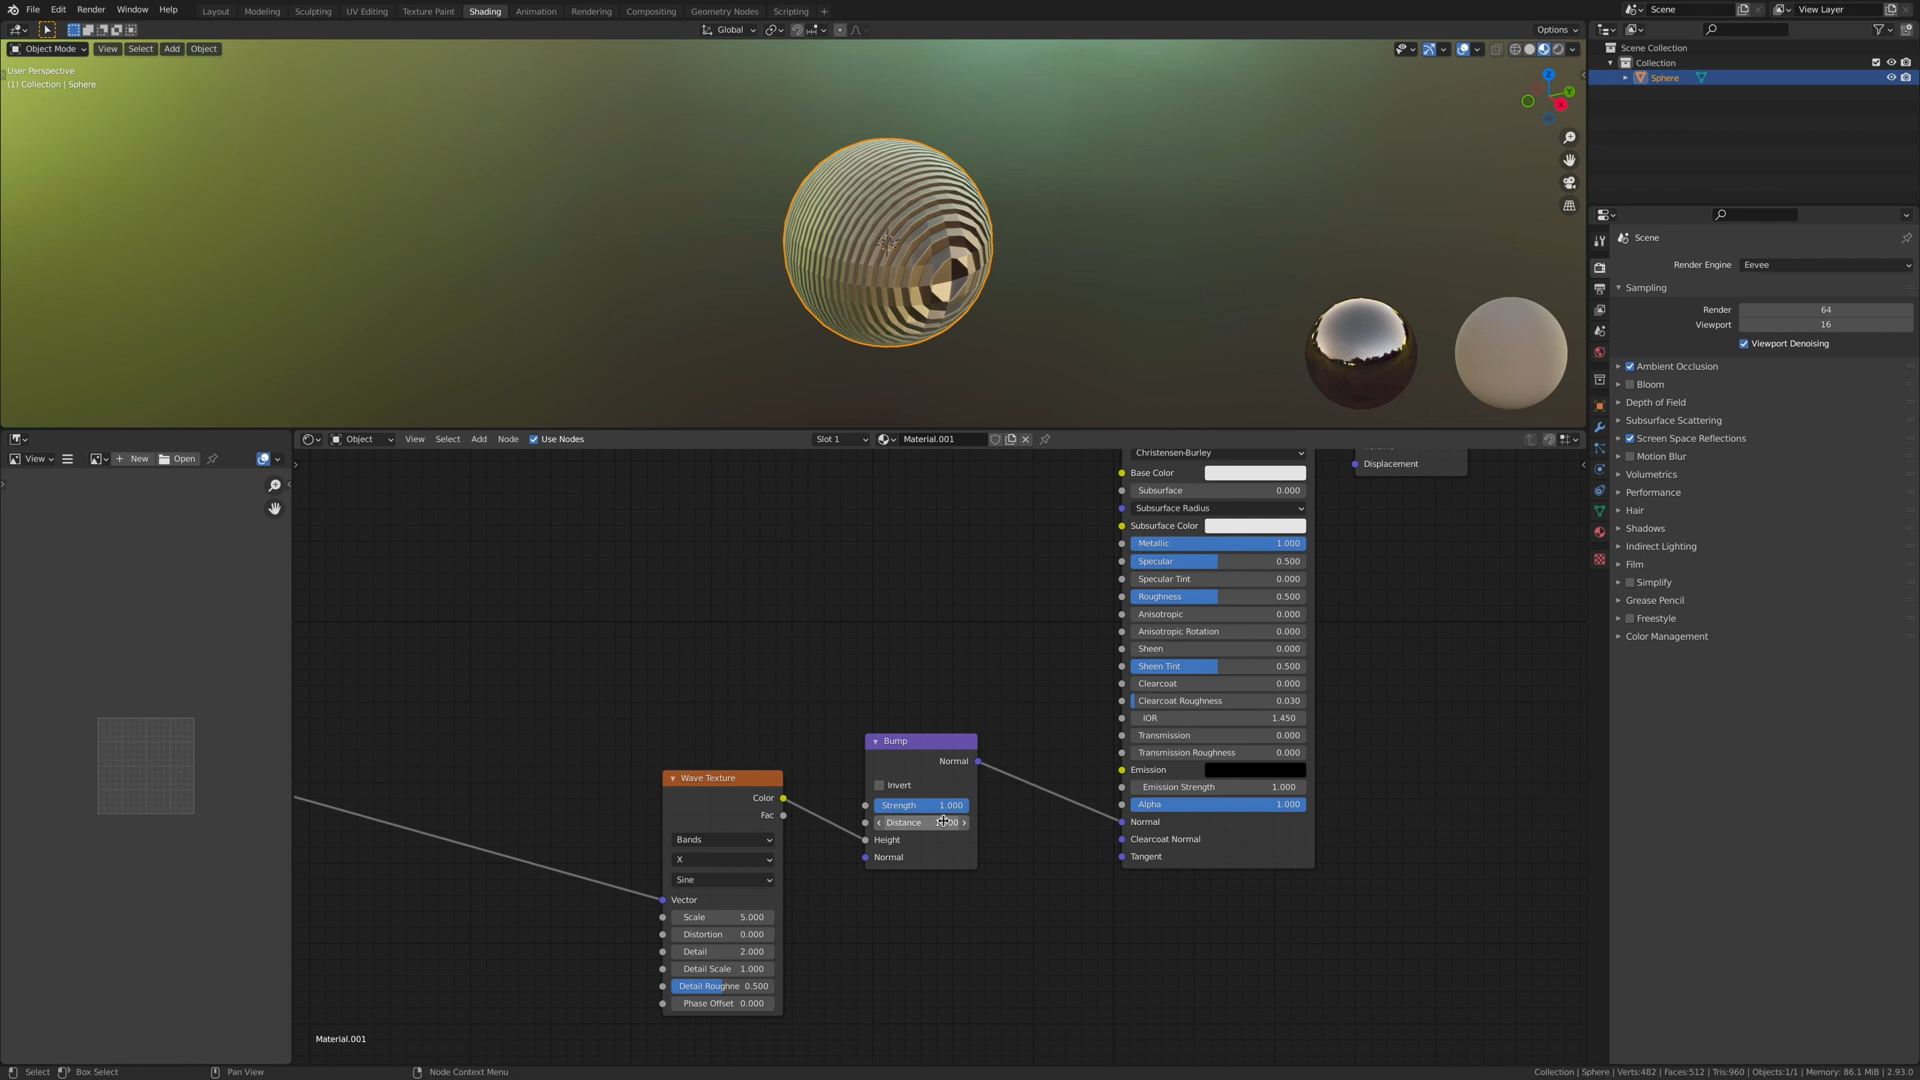 File Edit Render Window Help Layout Modeling Sculpting UV Editing Texture Paint Shading Animation Rendering Compositing Geometry Nodes Scripting + Scene View Layer
Global Options
Object Mode View Select Add Object
User Perspective
(1) Collection | Sphere
Z
Y
X
Scene Collection
Collection
Sphere
Scene
Render Engine Eevee
Sampling
Render 64
Viewport 16
Viewport Denoising
Ambient Occlusion
Bloom
Depth of Field
Subsurface Scattering
Screen Space Reflections
Motion Blur
Volumetrics
Performance
Hair
Shadows
Indirect Lighting
Film
Simplify
Grease Pencil
Freestyle
Color Management
Object View Select Add Node Use Nodes Slot 1 Material.001
View New Open
Christensen-Burley
Base Color
Subsurface 0.000
Subsurface Radius
Subsurface Color
Metallic 1.000
Specular 0.500
Specular Tint 0.000
Roughness 0.500
Anisotropic 0.000
Anisotropic Rotation 0.000
Sheen 0.000
Sheen Tint 0.500
Clearcoat 0.000
Clearcoat Roughness 0.030
IOR 1.450
Transmission 0.000
Transmission Roughness 0.000
Emission
Emission Strength 1.000
Alpha 1.000
Normal
Clearcoat Normal
Tangent
Displacement
Bump
Normal
Invert
Strength 1.000
Distance
Height
Normal
Wave Texture
Color
Fac
Bands
X
Sine
Vector
Scale 5.000
Distortion 0.000
Detail 2.000
Detail Scale 1.000
Detail Roughne 0.500
Phase Offset 0.000
Material.001
Select Box Select Pan View Node Context Menu Collection | Sphere | Verts:482 | Faces:512 | Tris:960 | Objects:1/1 | Memory: 86.1 MiB | 2.93.0